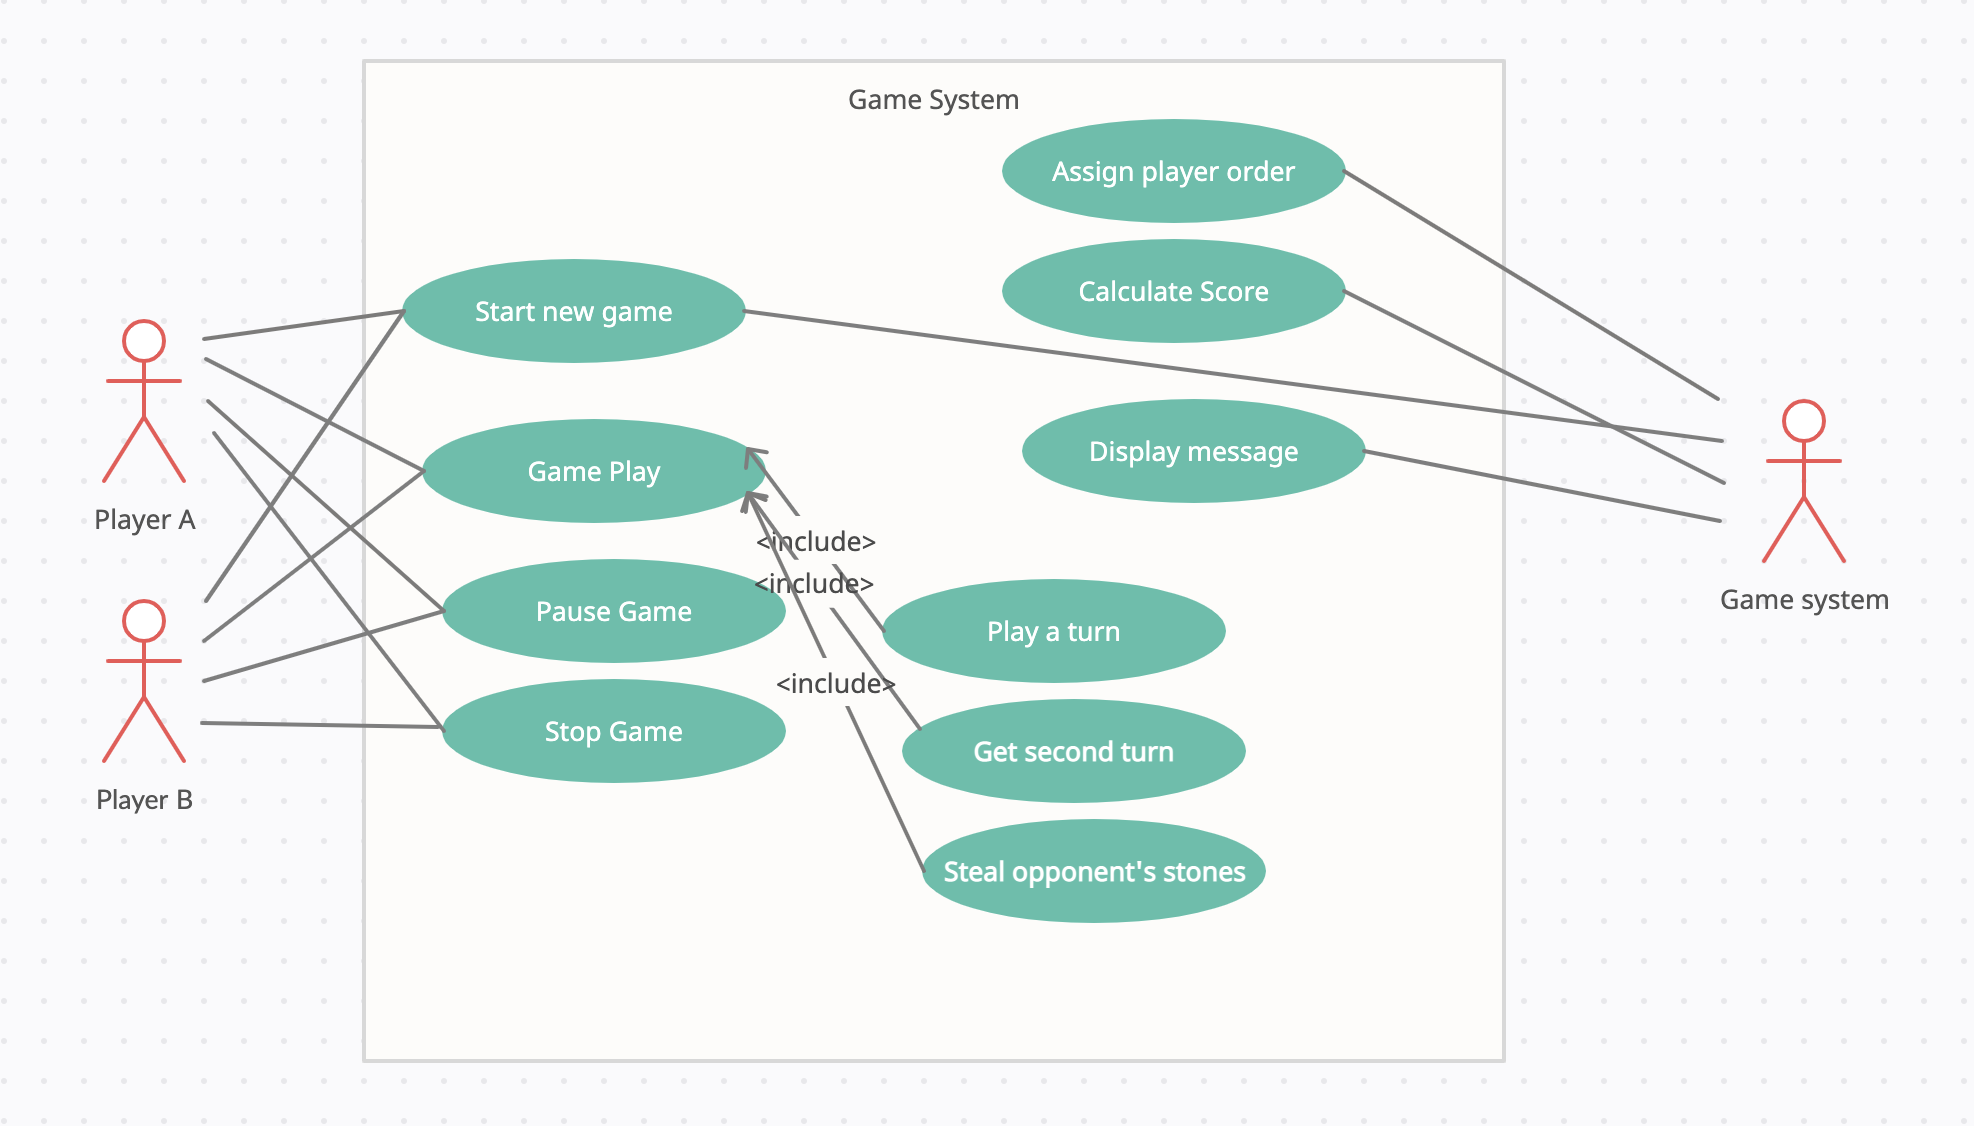 Game System
Assign player order
Calculate Score
Start new game
Display message
Game Play
Player A
<include>
<include>
Pause Game
Play a turn
Game system
<include>
Stop Game
Get second turn
Player B
Steal opponent's stones